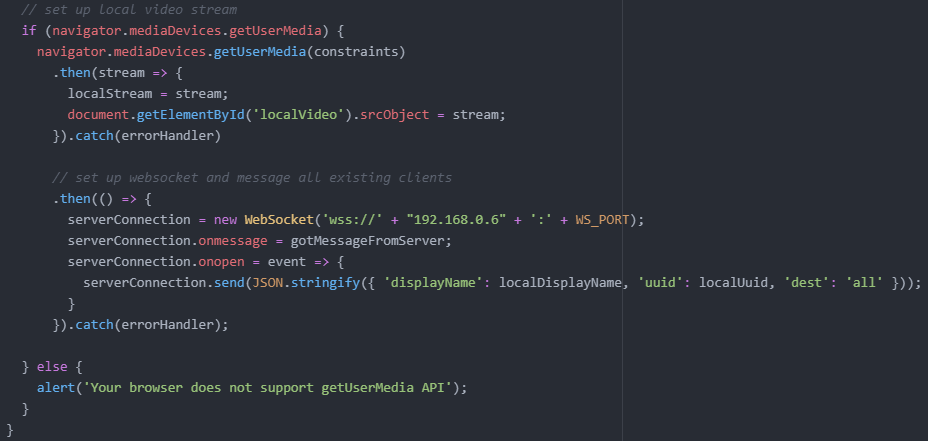 // set up local video stream
if (navigator.mediaDevices.getUserMedia) {
navigator.mediaDevices.getUserMedia(constraints)
.then(stream => {
localStream = stream;
document.getElementById('localVideo').srcObject = stream;
}).catch(errorHandler)
// set up websocket and message all existing clients
.then(() => {
serverConnection = new WebSocket('wss://' + "192.168.0.6" + ':' + WS_PORT);
serverConnection.onmessage = gotMessageFromServer;
serverConnection.onopen = event => {
serverConnection.send(JSON.stringify({ 'displayName': localDisplayName, 'uuid': localUuid, 'dest': 'all' }));
}
}).catch(errorHandler);
} else {
alert('Your browser does not support getUserMedia API');
}
}